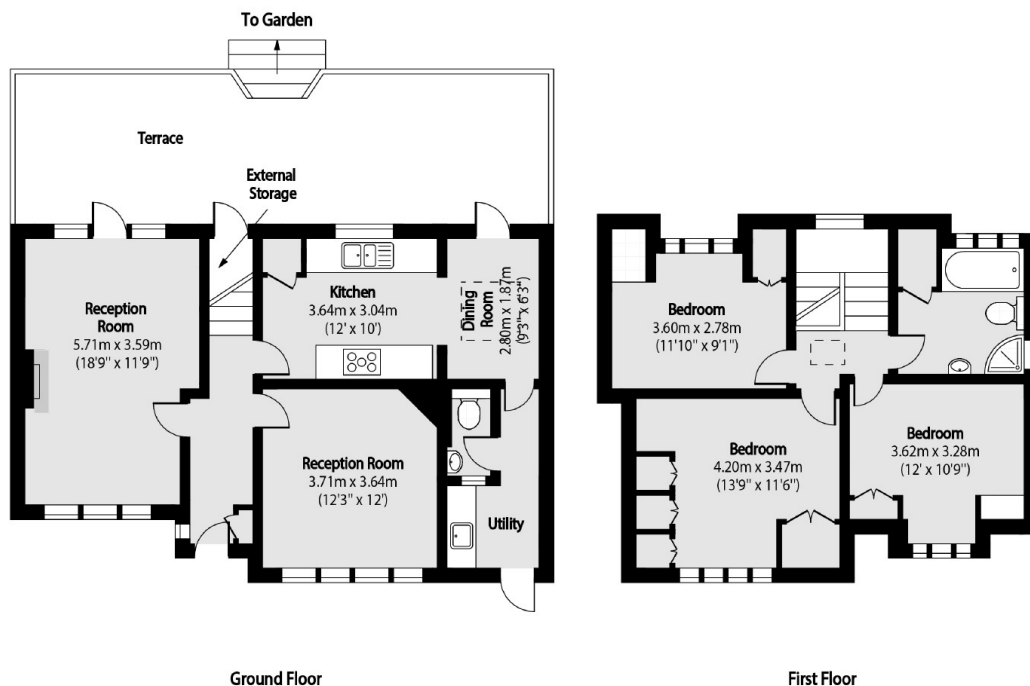 To Garden
Terrace
External
Storage
Reception
Room
5.71m x 3.59m
(18'9" x 11'9")
Kitchen
3.64m x 3.04m
(12' x 10')
Dining
Room
2.80m x 1.87m
(9'3" x 6'3")
Reception Room
3.71m x 3.64m
(12'3" x 12')
Utility
Bedroom
3.60m x 2.78m
(11'10" x 9'1")
Bedroom
4.20m x 3.47m
(13'9" x 11'6")
Bedroom
3.62m x 3.28m
(12' x 10'9")
Ground Floor
First Floor